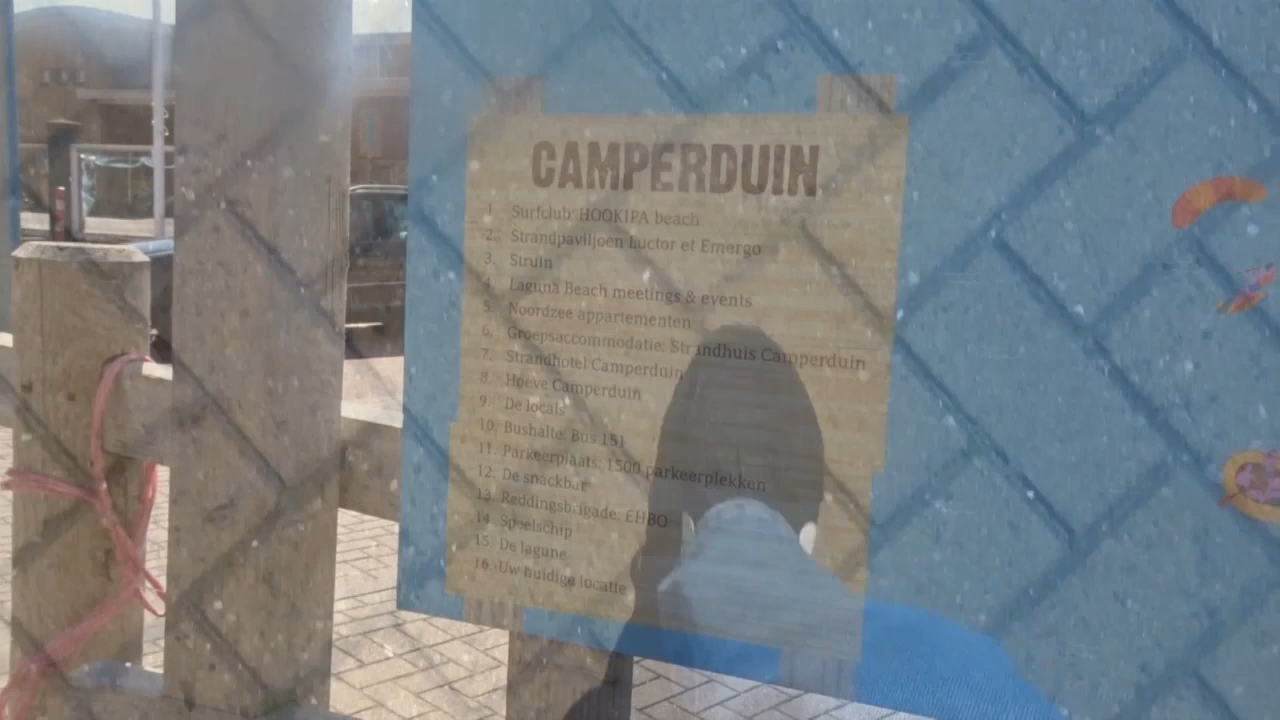 CAMPERDUIN
1. Surfclub: HOOKIPA beach
2. Strandpaviljoen Luctor et Emergo
3. Struin
4. Laguna Beach meetings & events
5. Noordzee appartementen
6. Groepsaccommodatie: Strandhuis Camperduin
7. Strandhotel Camperduin
8. Hoeve Camperduin
9. De locals
10. Bushalte: Bus 151
11. Parkeerplaats: 1500 parkeerplekken
12. De snackbar
13. Reddingsbrigade: EHBO
14. Speelschip
15. De lagune
16. Uw huidige locatie